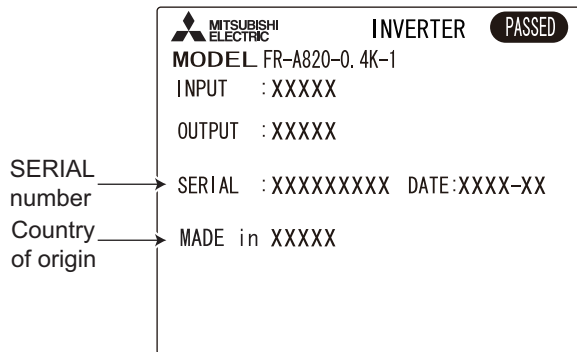 MITSUBISHI
ELECTRIC
INVERTER
PASSED
MODEL FR-A820-0.4K-1
INPUT :XXXXX
OUTPUT :XXXXX
SERIAL
number
SERIAL :XXXXXXXXX DATE:XXXX-XX
Country
of origin
MADE in XXXXX